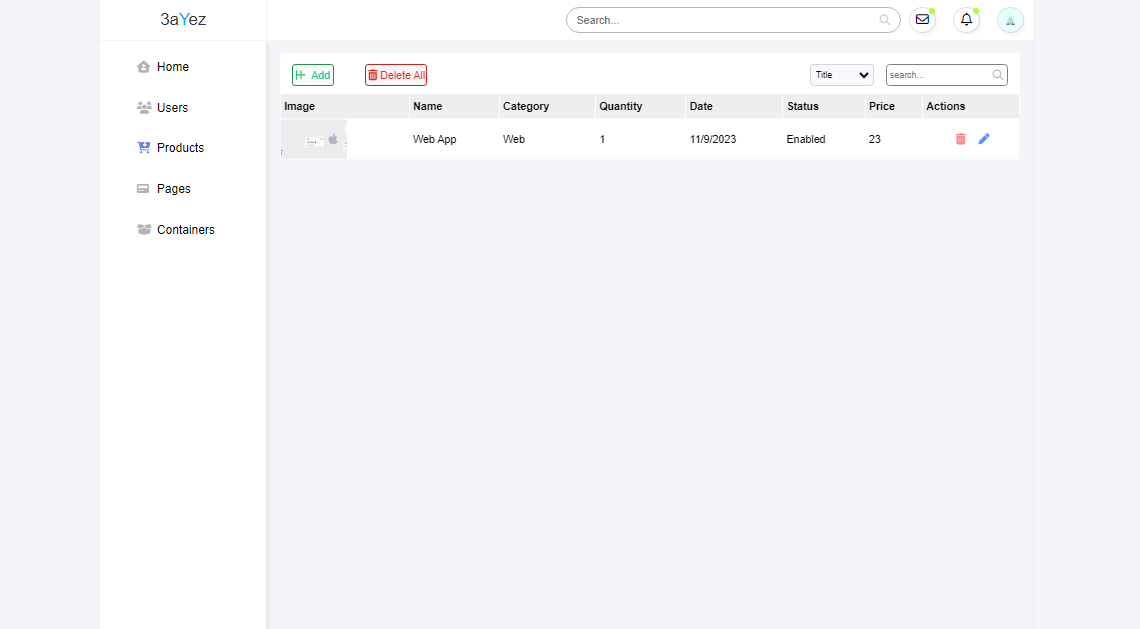 3aYez
Search...
Home
Users
Products
Pages
Containers
Add
Delete All
Title
search...
Image Name Category Quantity Date Status Price Actions
Web App Web 1 11/9/2023 Enabled 23